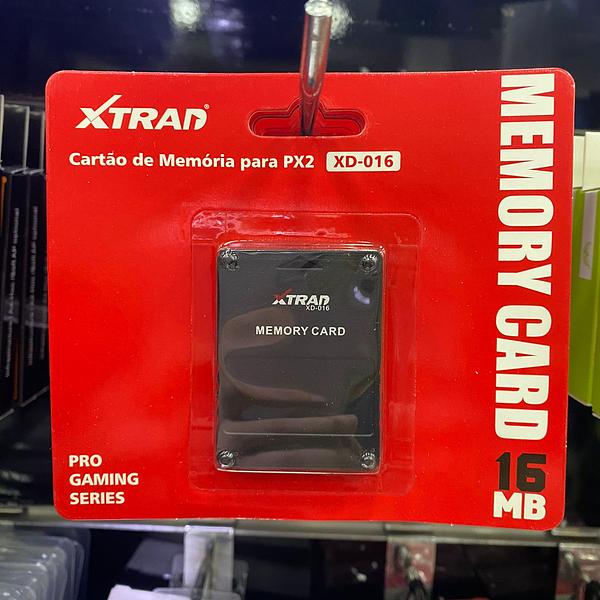 XTRAD®
Cartão de Memória para PX2 XD-016
MEMORY CARD
16
MB
XTRAD
XD-016
MEMORY CARD
PRO
GAMING
SERIES